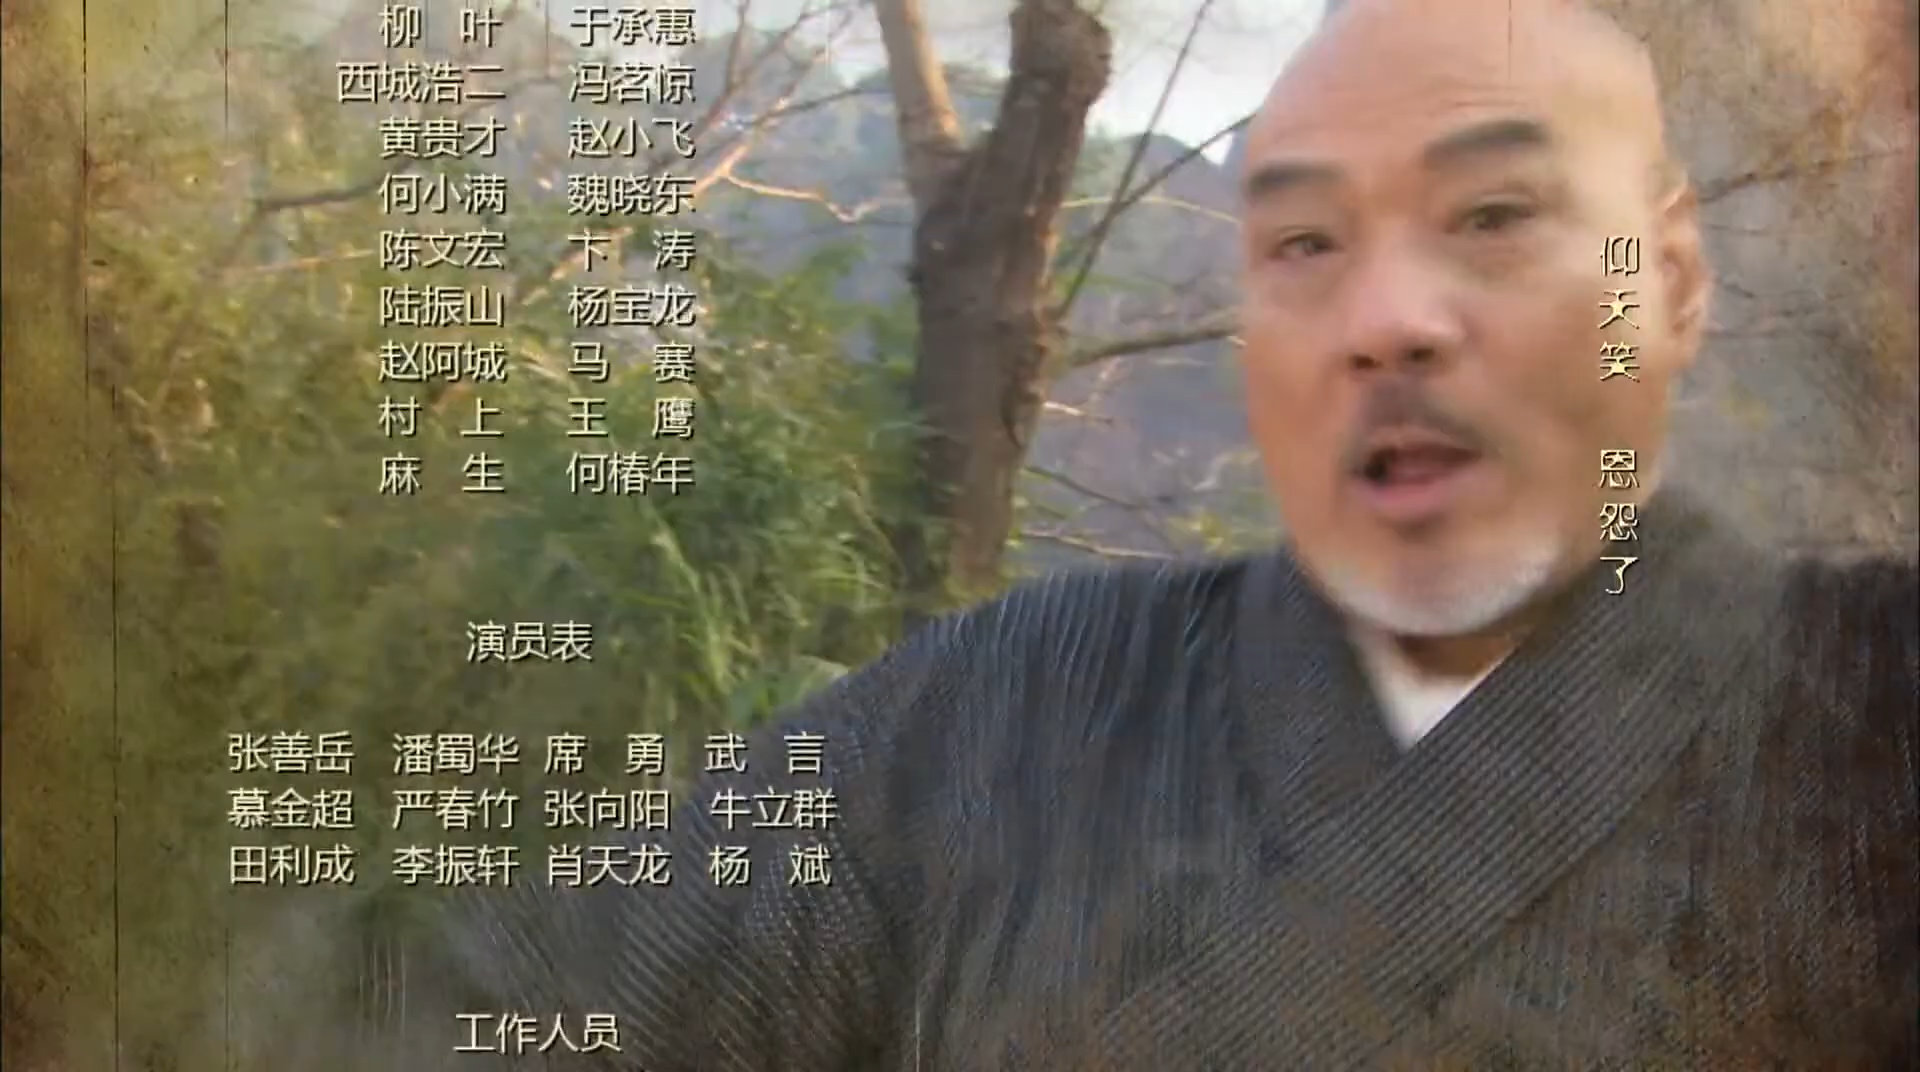 柳 叶 于承惠
西城浩二 冯茗惊
黄贵才 赵小飞
何小满 魏晓东
陈文宏 卞 涛
陆振山 杨宝龙
赵阿城 马 赛
村 上 王 鹰
麻 生 何椿年
演员表
张善岳 潘蜀华 席 勇 武 言
慕金超 严春竹 张向阳 牛立群
田利成 李振轩 肖天龙 杨 斌
工作人员
仰天笑 恩怨了